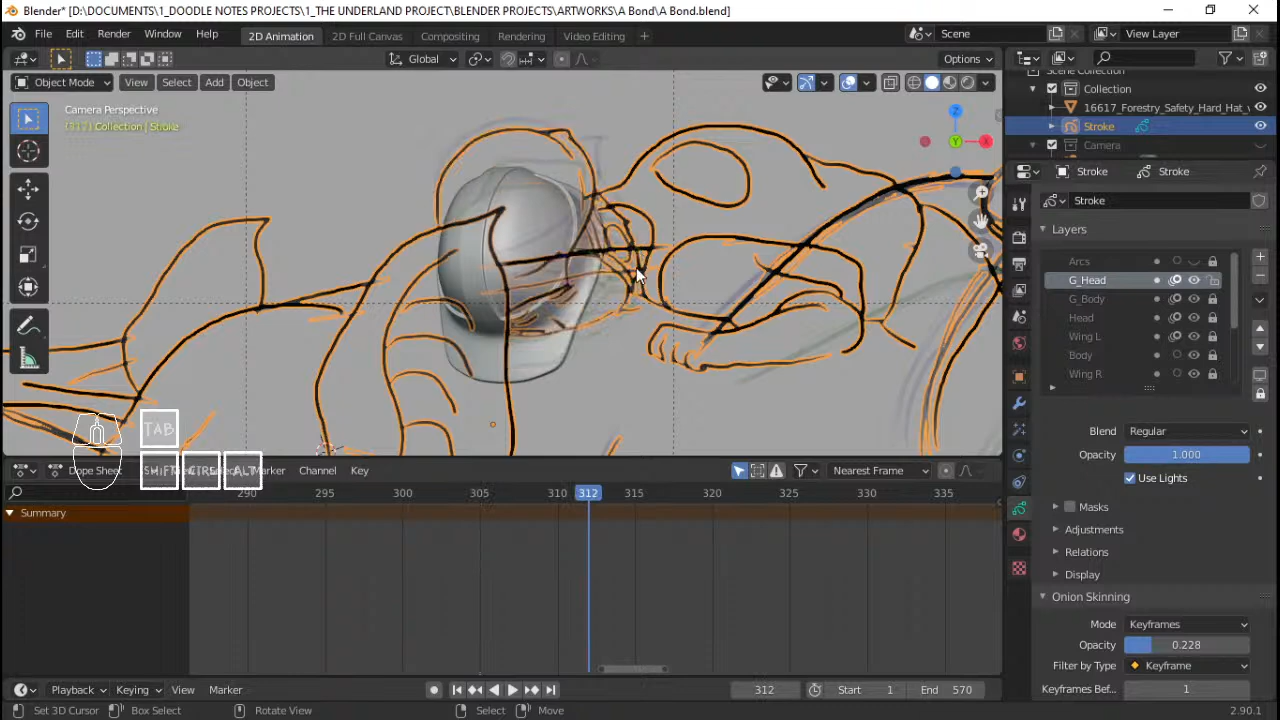 Blender* [D:\DOCUMENTS\1_DOODLE NOTES PROJECTS\1_THE UNDERLAND PROJECT\BLENDER PROJECTS\ARTWORKS\A Bond\A Bond.blend]
File Edit Render Window Help 2D Animation 2D Full Canvas Compositing Rendering Video Editing + Scene View Layer
Global Options
Object Mode View Select Add Object
Camera Perspective
(312) Collection | Stroke
Scene Collection
Collection
16617_Forestry_Safety_Hard_Hat_
Stroke
Camera
Z
Y
X
Stroke Stroke
Stroke
Layers
Arcs
G_Head
G_Body
Head
Wing L
Body
Wing R
Blend Regular
Opacity 1.000
Use Lights
Masks
Adjustments
Relations
Display
Onion Skinning
Mode Keyframes
Opacity 0.228
Filter by Type Keyframe
Keyframes Bef... 1
TAB
SHIFT CTRL ALT
Dope Sheet Marker Channel Key Nearest Frame
290 295 300 305 310 312 315 320 325 330 335
Summary
Playback Keying View Marker 312 Start 1 End 570
Set 3D Cursor Box Select Rotate View Select Move 2.90.1